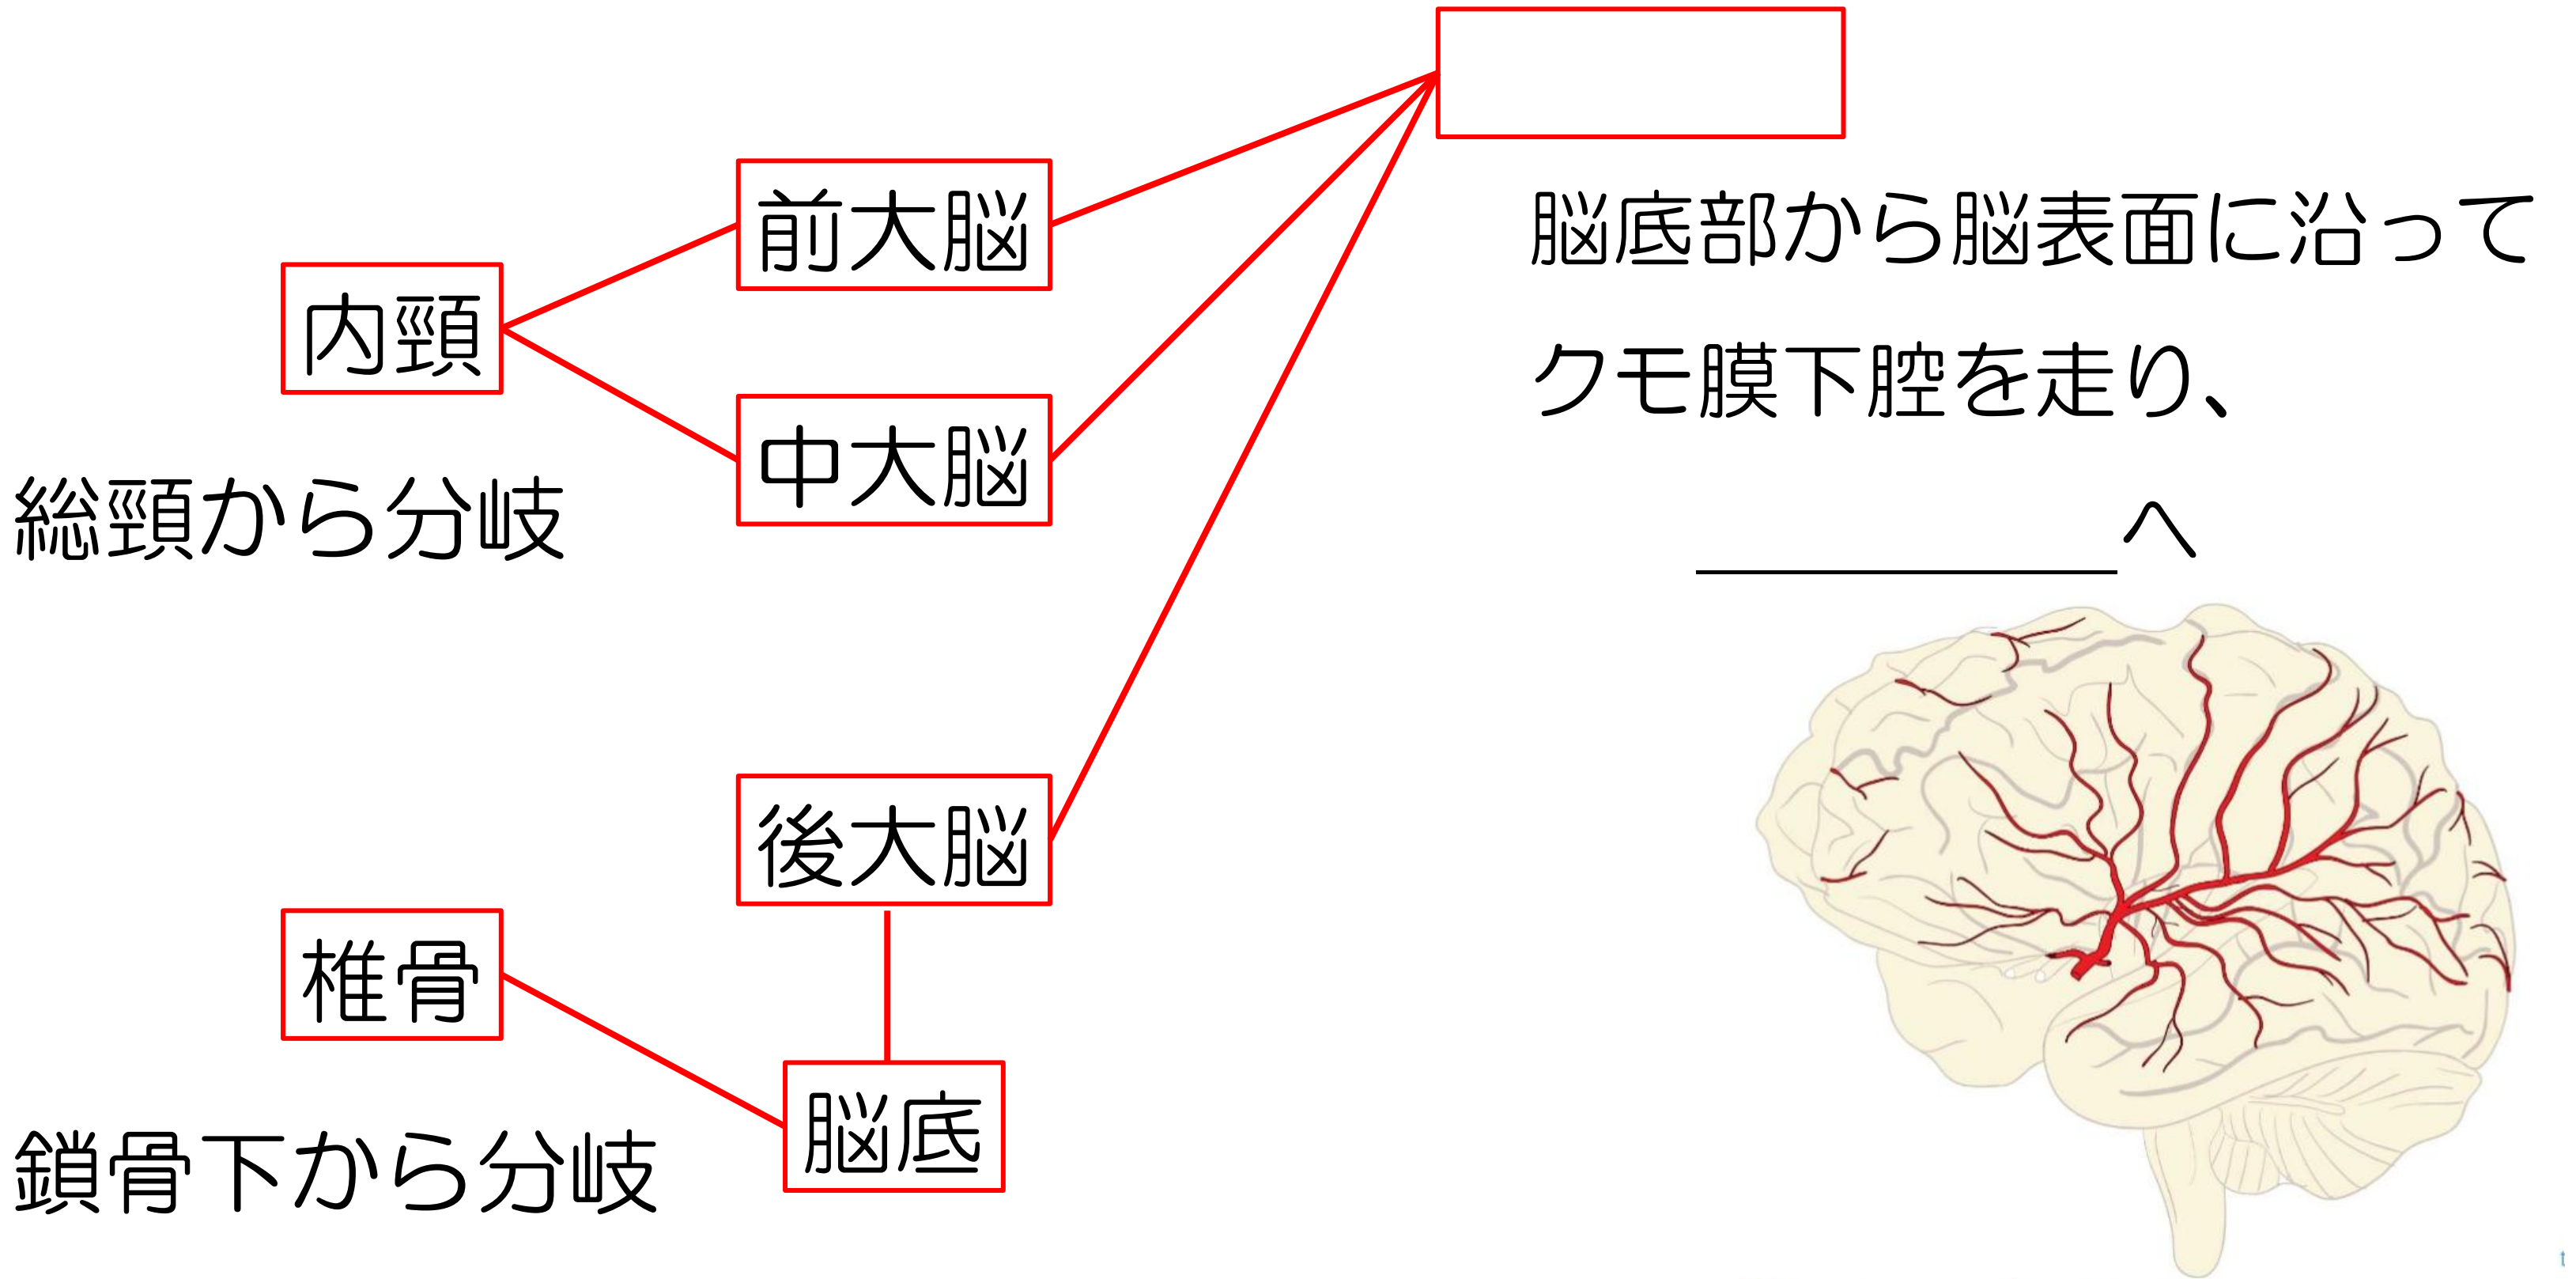 前大脳
内頸
中大脳
総頸から分岐
後大脳
椎骨
脳底
鎖骨下から分岐
脳底部から脳表面に沿って
クモ膜下腔を走り、
へ
t